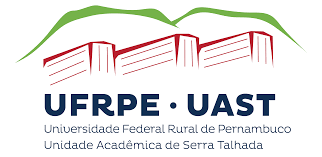 UFRPE · UAST
Universidade Federal Rural de Pernambuco
Unidade Acadêmica de Serra Talhada